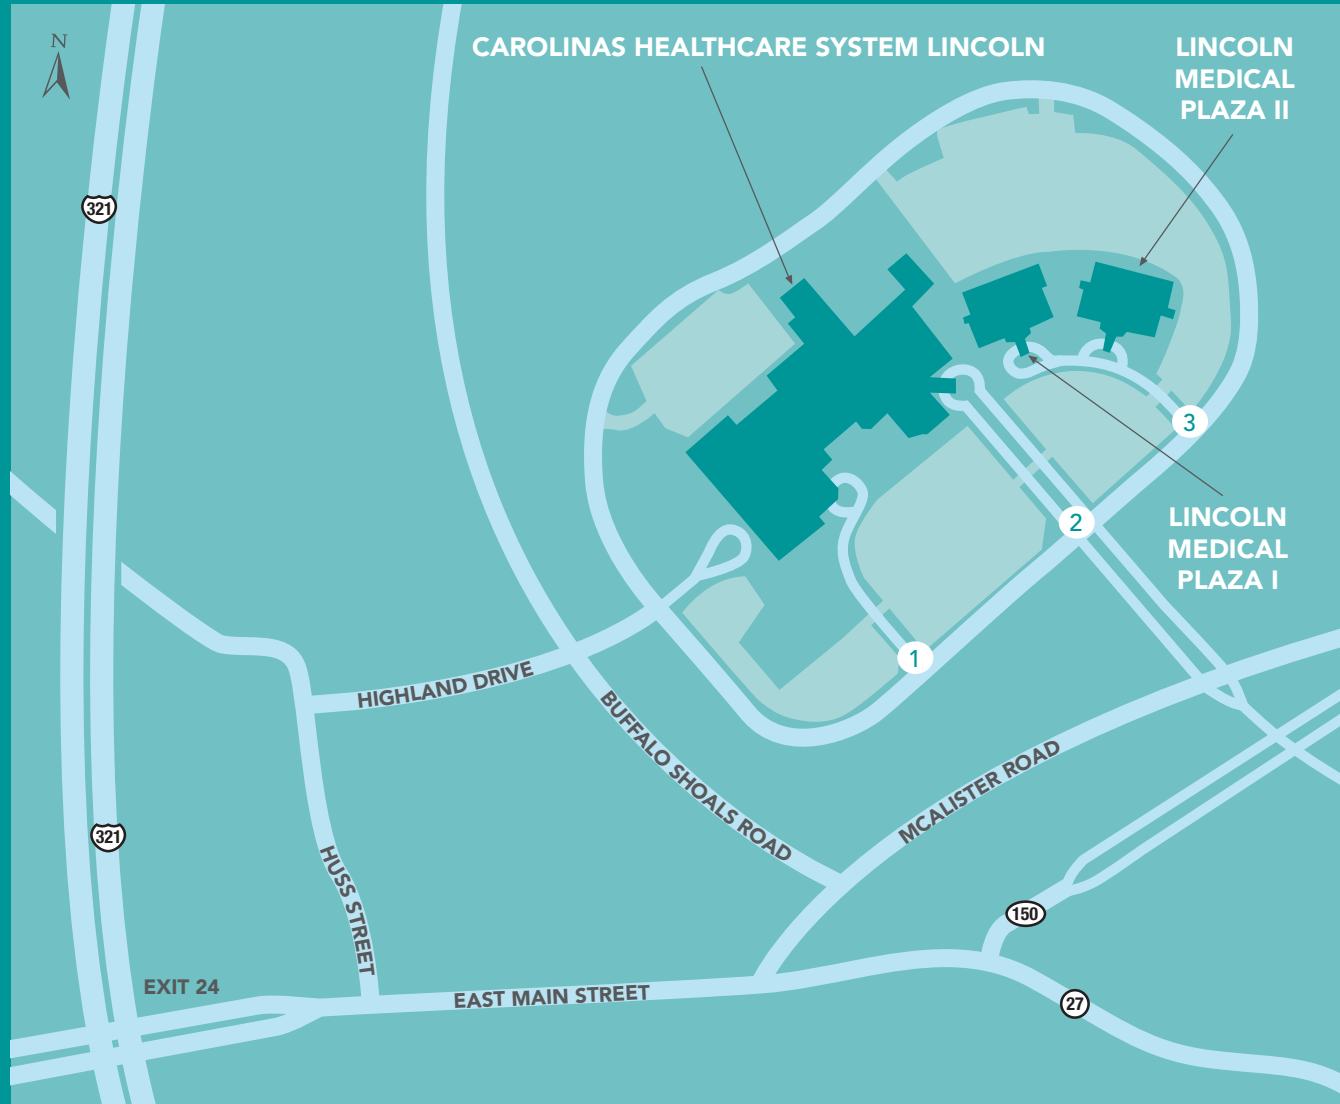 N
CAROLINAS HEALTHCARE SYSTEM LINCOLN
LINCOLN
MEDICAL
PLAZA II
321
3
2
LINCOLN
MEDICAL
PLAZA I
1
HIGHLAND DRIVE
BUFFALO SHOALS ROAD
MCALISTER ROAD
321
HUSS STREET
150
EXIT 24
EAST MAIN STREET
27